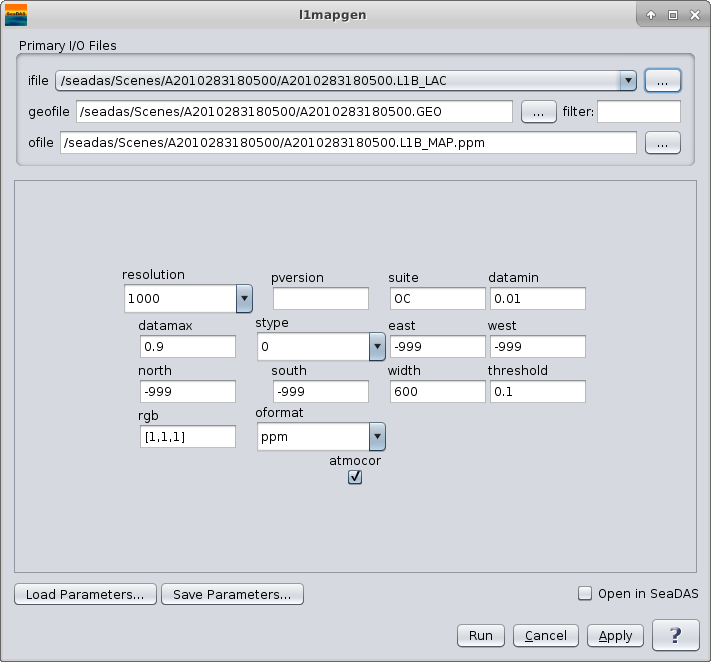 SeaDAS
l1mapgen
Primary I/O Files
ifile /seadas/Scenes/A2010283180500/A2010283180500.L1B_LAC ...
geofile /seadas/Scenes/A2010283180500/A2010283180500.GEO ... filter:
ofile /seadas/Scenes/A2010283180500/A2010283180500.L1B_MAP.ppm ...
resolution pversion suite datamin
1000 OC 0.01
datamax stype east west
0.9 0 -999 -999
north south width threshold
-999 -999 600 0.1
rgb oformat
[1,1,1] ppm
atmocor
Load Parameters... Save Parameters... Open in SeaDAS
Run Cancel Apply ?